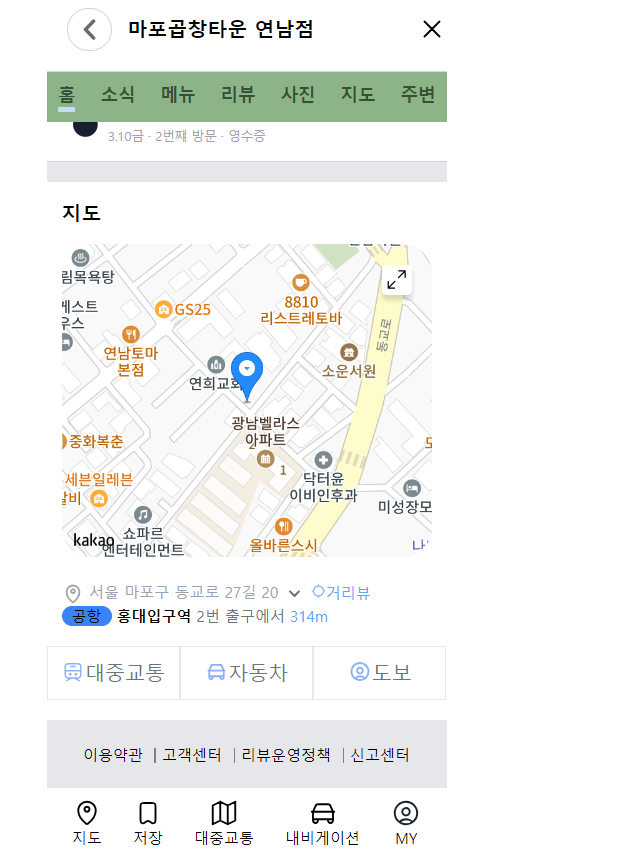 마포곱창타운 연남점
홈 소식 메뉴 리뷰 사진 지도 주변
3.10금 · 2번째 방문 · 영수증
지도
림목욕탕
GS25
8810
리스트레토바
게스트
우스
연남토마
본점
동교로
소운서원
연희교회
광남벨라스
아파트
2
1
중화복춘
닥터윤
이비인후과
세븐일레븐
갈비
미성장모
쇼파르
엔터테인먼트
올바른스시
kakao
서울 마포구 동교로 27길 20 거리뷰
공항 홍대입구역 2번 출구에서 314m
대중교통 자동차 도보
이용약관 | 고객센터 | 리뷰운영정책 | 신고센터
지도 저장 대중교통 내비게이션 MY